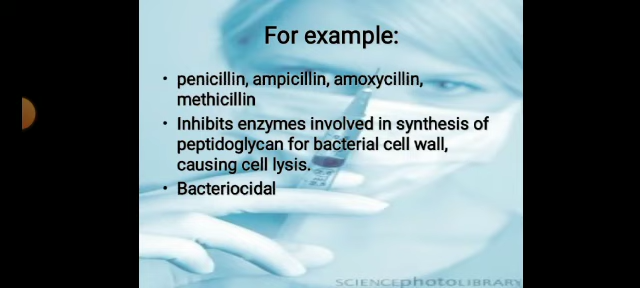 For example:
• penicillin, ampicillin, amoxycillin,
methicillin
• Inhibits enzymes involved in synthesis of
peptidoglycan for bacterial cell wall,
causing cell lysis.
• Bacteriocidal
SCIENCEphotoLIBRARY